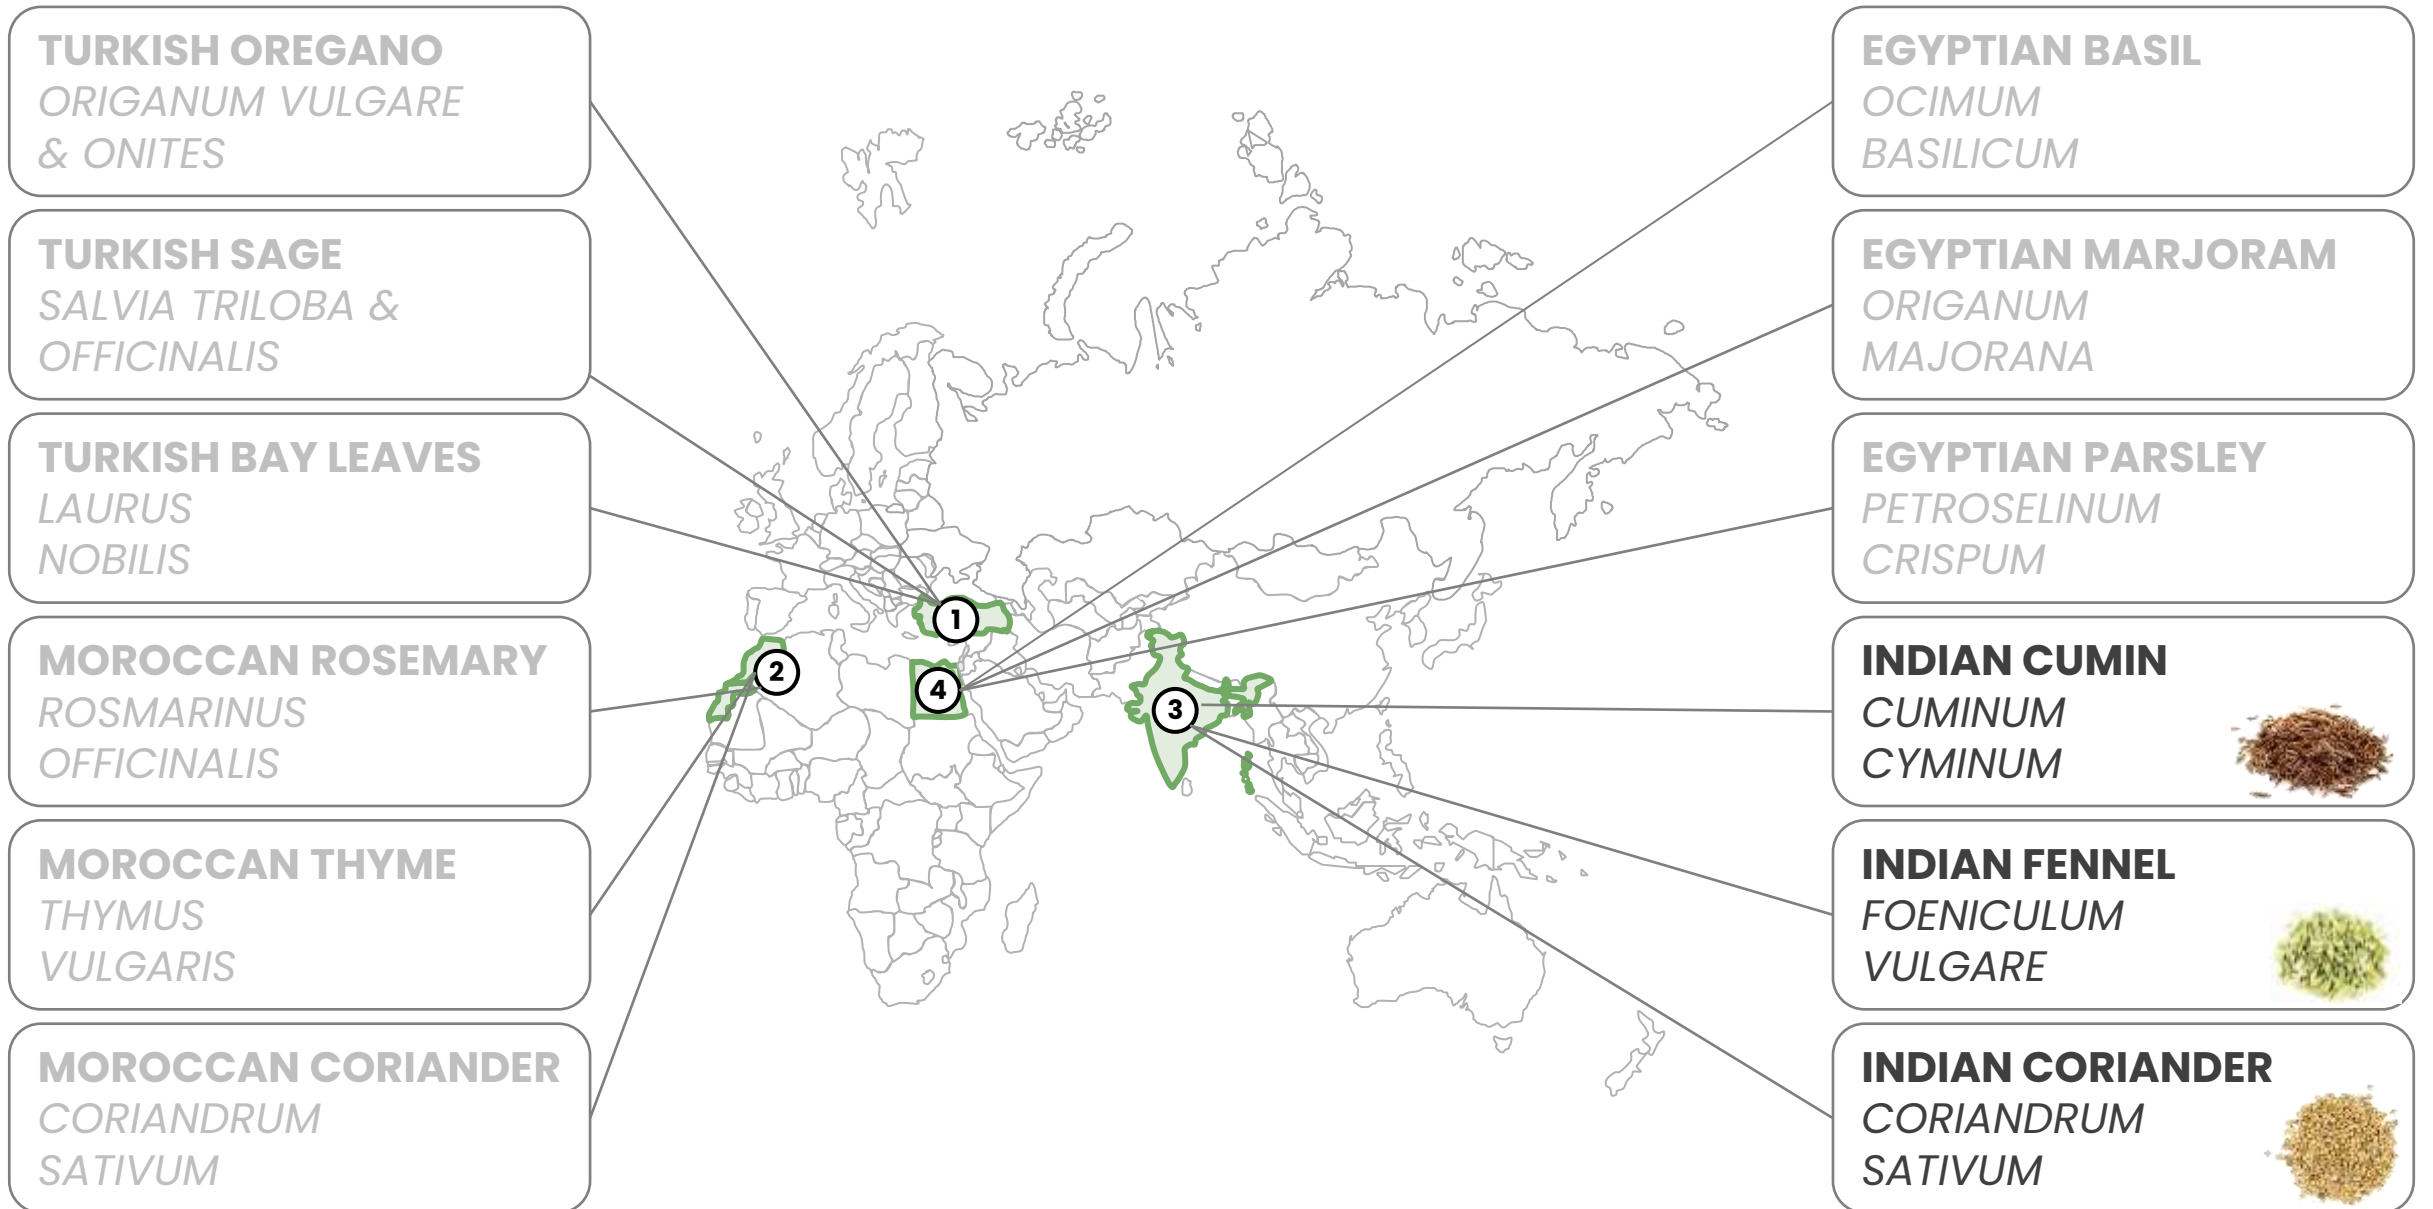 TURKISH OREGANO
ORIGANUM VULGARE
& ONITES
TURKISH SAGE
SALVIA TRILOBA &
OFFICINALIS
TURKISH BAY LEAVES
LAURUS
NOBILIS
MOROCCAN ROSEMARY
ROSMARINUS
OFFICINALIS
MOROCCAN THYME
THYMUS
VULGARIS
MOROCCAN CORIANDER
CORIANDRUM
SATIVUM
1
2
4
3
EGYPTIAN BASIL
OCIMUM
BASILICUM
EGYPTIAN MARJORAM
ORIGANUM
MAJORANA
EGYPTIAN PARSLEY
PETROSELINUM
CRISPUM
INDIAN CUMIN
CUMINUM
CYMINUM
INDIAN FENNEL
FOENICULUM
VULGARE
INDIAN CORIANDER
CORIANDRUM
SATIVUM